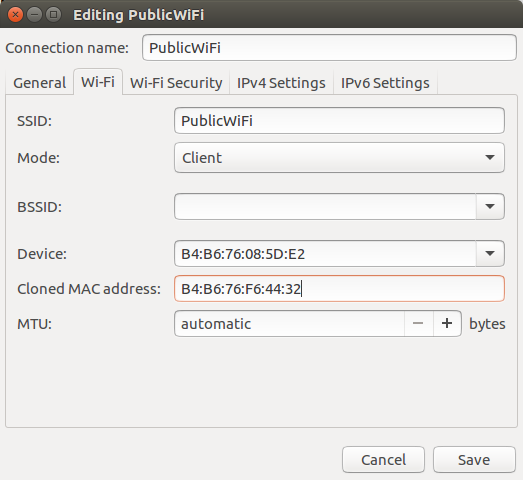 Editing PublicWiFi
Connection name: PublicWiFi
General Wi-Fi Wi-Fi Security IPv4 Settings IPv6 Settings
SSID: PublicWiFi
Mode: Client
BSSID:
Device: B4:B6:76:08:5D:E2
Cloned MAC address: B4:B6:76:F6:44:32
MTU: automatic − + bytes
Cancel Save